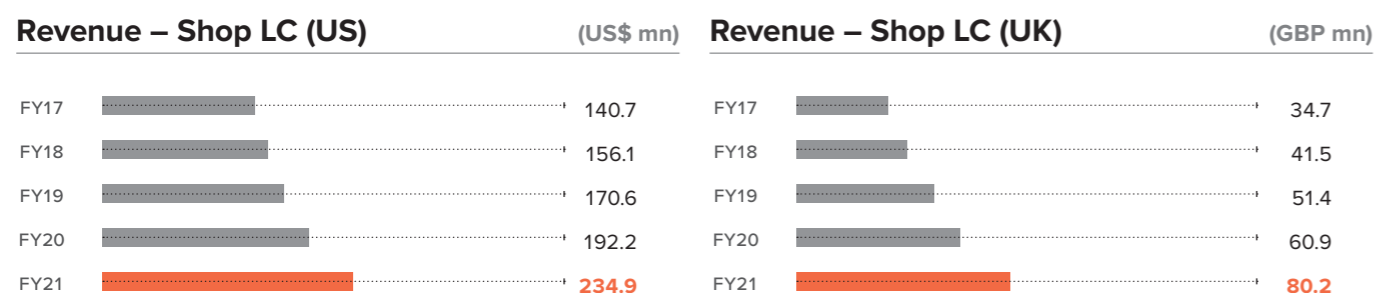 Revenue – Shop LC (US) (US$ mn)
FY17 140.7
FY18 156.1
FY19 170.6
FY20 192.2
FY21 234.9
Revenue – Shop LC (UK) (GBP mn)
FY17 34.7
FY18 41.5
FY19 51.4
FY20 60.9
FY21 80.2